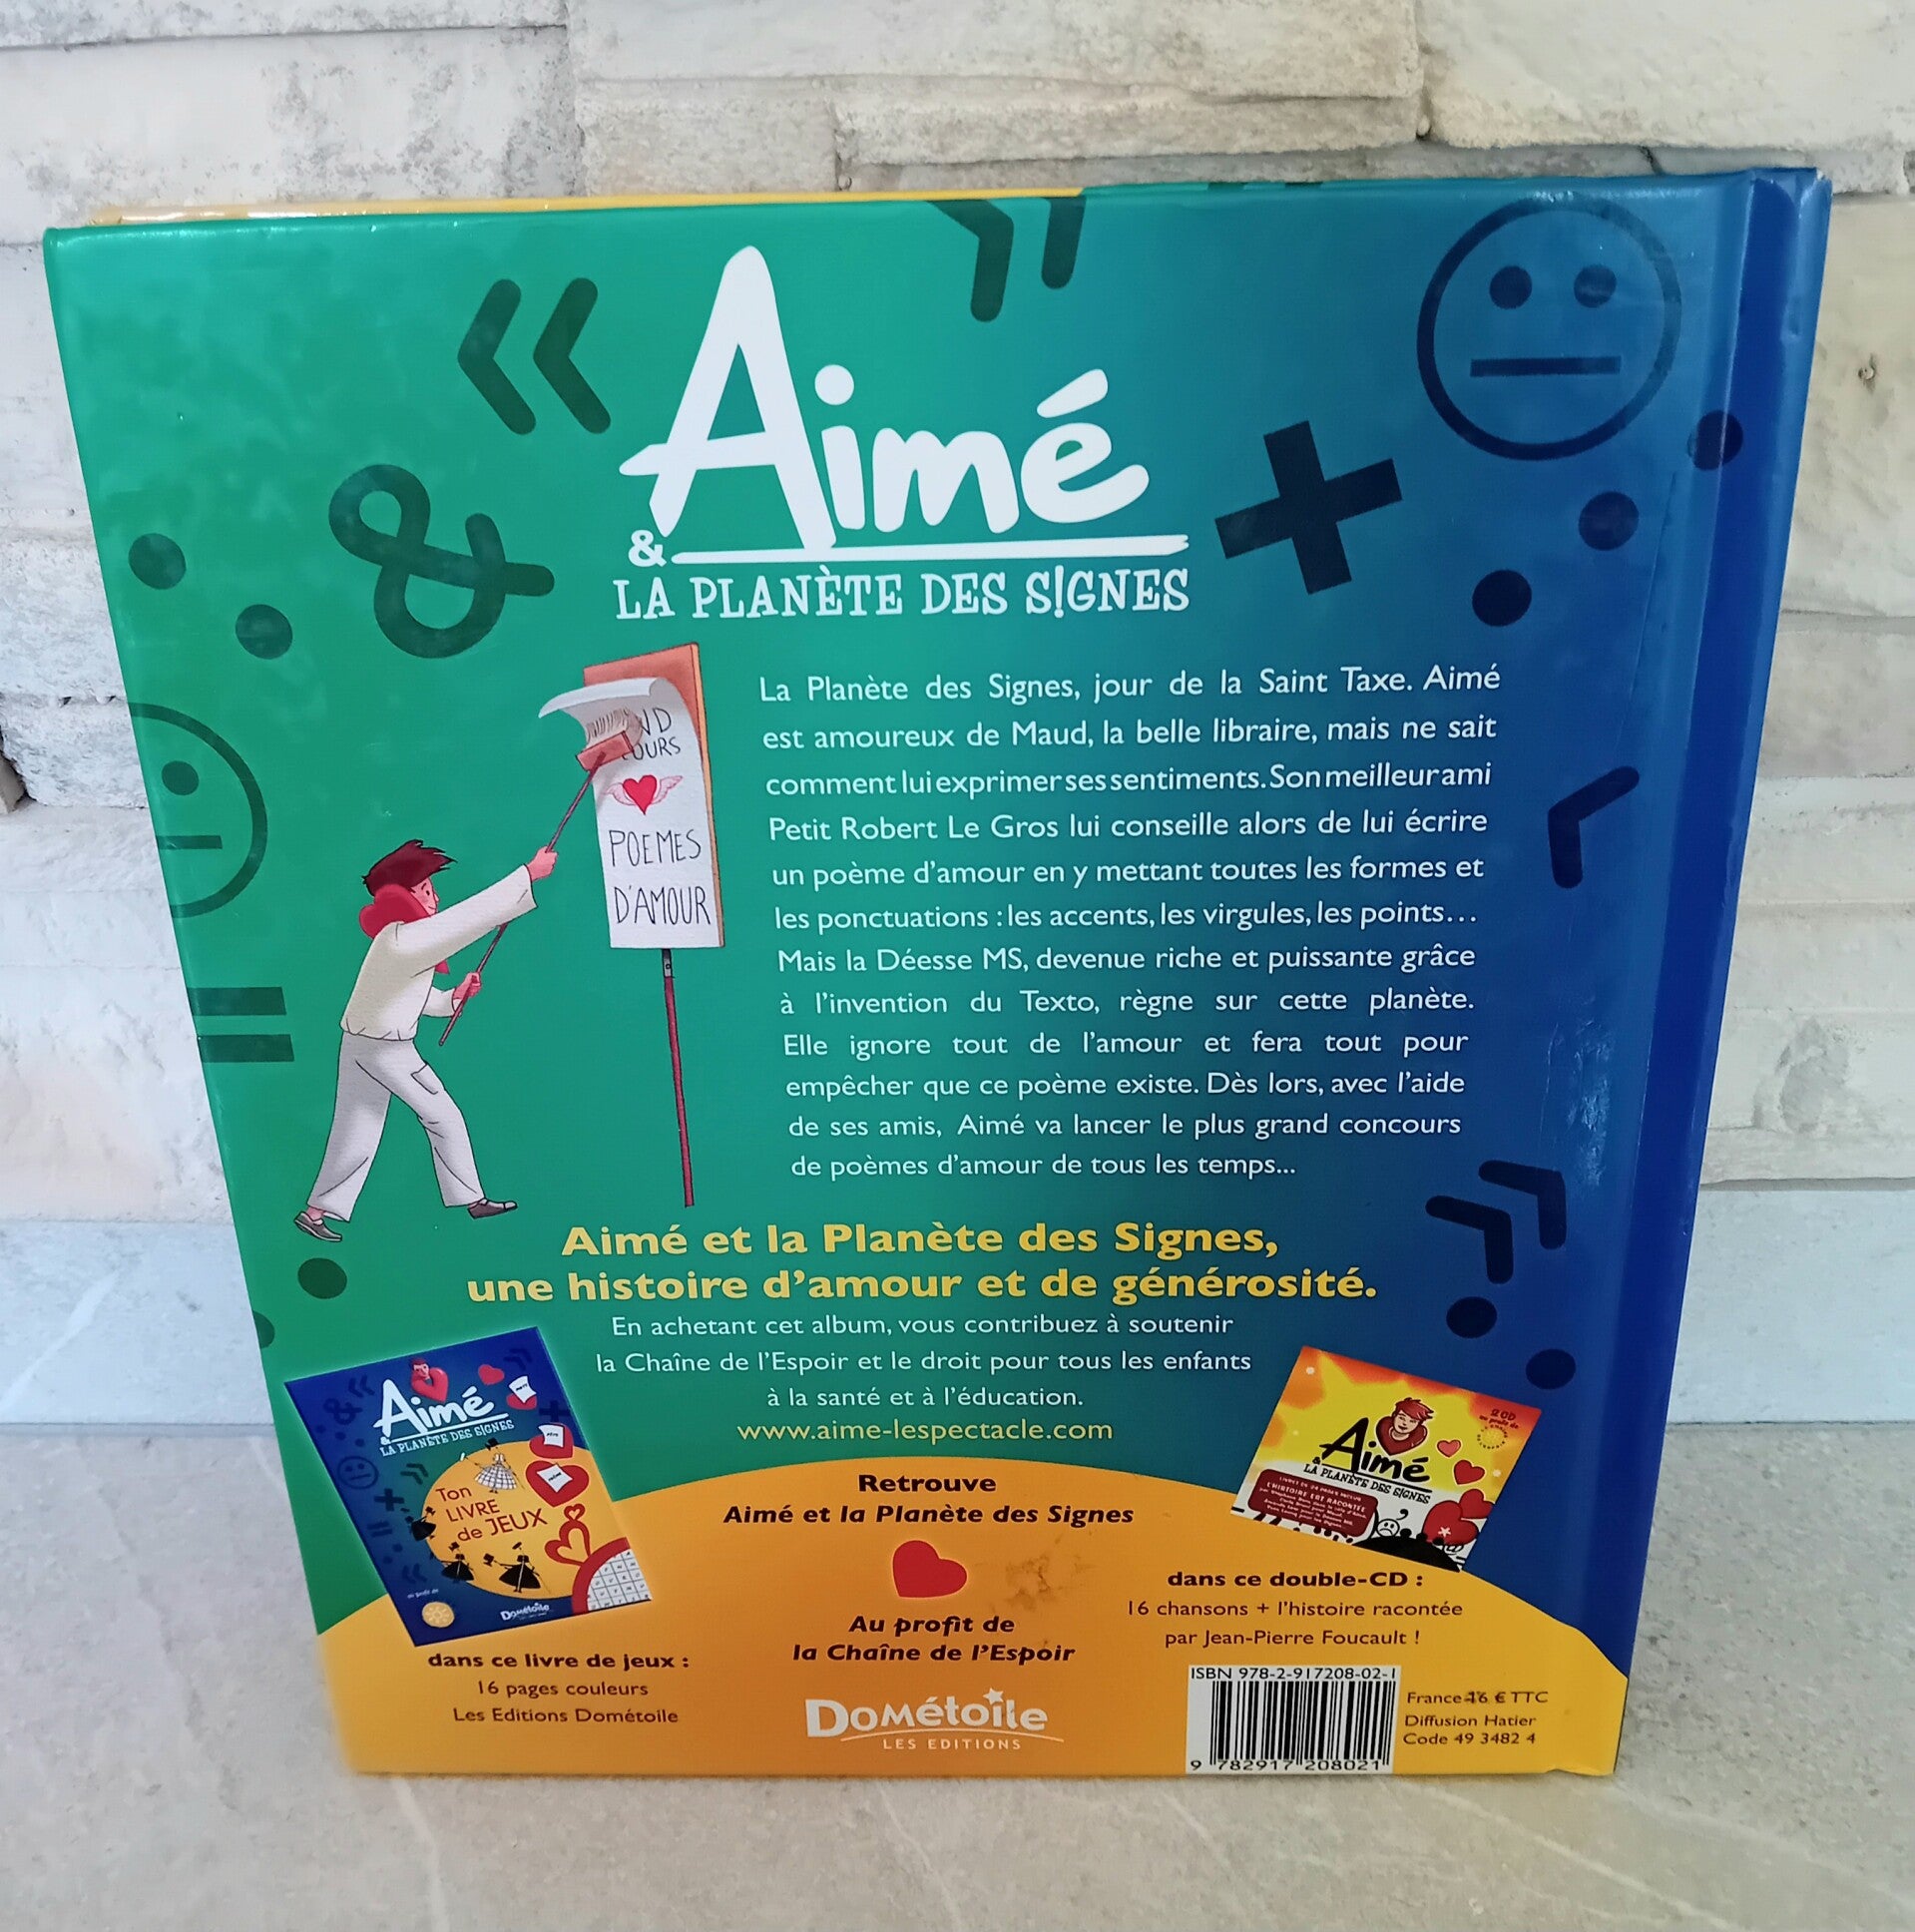 Aimé
&
LA PLANÈTE DES S!GNES
ND
OURS
POEMES
D'AMOUR
La Planète des Signes, jour de la Saint Taxe. Aimé
est amoureux de Maud, la belle libraire, mais ne sait
comment lui exprimer ses sentiments. Son meilleur ami
Petit Robert Le Gros lui conseille alors de lui écrire
un poème d'amour en y mettant toutes les formes et
les ponctuations : les accents, les virgules, les points...
Mais la Déesse MS, devenue riche et puissante grâce
à l'invention du Texto, règne sur cette planète.
Elle ignore tout de l'amour et fera tout pour
empêcher que ce poème existe. Dès lors, avec l'aide
de ses amis, Aimé va lancer le plus grand concours
de poèmes d'amour de tous les temps...
Aimé et la Planète des Signes,
une histoire d'amour et de générosité.
En achetant cet album, vous contribuez à soutenir
la Chaîne de l'Espoir et le droit pour tous les enfants
à la santé et à l'éducation.
www.aime-lespectacle.com
Aimé
&
LA PLANÈTE DES S!GNES
Ton
LIVRE
de JEUX
Dométoile
dans ce livre de jeux :
16 pages couleurs
Les Editions Dométoile
Retrouve
Aimé et la Planète des Signes
Au profit de
la Chaîne de l'Espoir
Dométoile
LES EDITIONS
2 CD
Aimé
&
LA PLANÈTE DES S!GNES
L'HISTOIRE EST RACONTÉE
dans ce double-CD :
16 chansons + l'histoire racontée
par Jean-Pierre Foucault !
ISBN 978-2-917208-02-1
9 782917 208021
France 16 € TTC
Diffusion Hatier
Code 49 3482 4